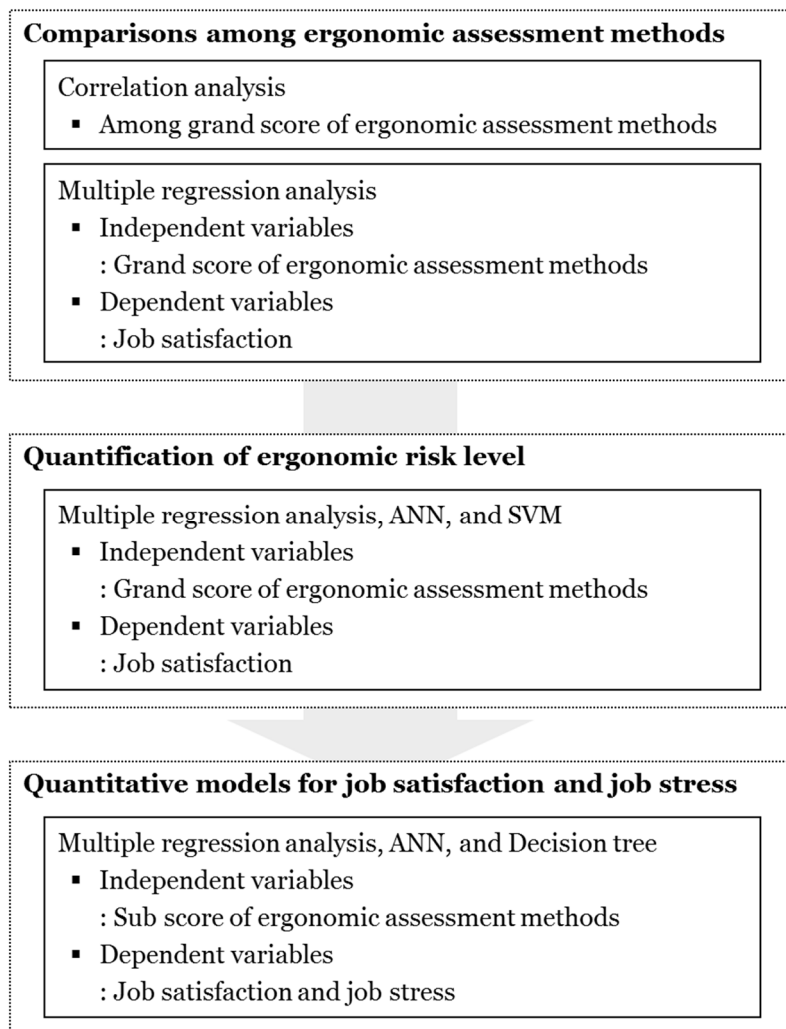 Comparisons among ergonomic assessment methods
Correlation analysis
▪ Among grand score of ergonomic assessment methods
Multiple regression analysis
▪ Independent variables
: Grand score of ergonomic assessment methods
▪ Dependent variables
: Job satisfaction
Quantification of ergonomic risk level
Multiple regression analysis, ANN, and SVM
▪ Independent variables
: Grand score of ergonomic assessment methods
▪ Dependent variables
: Job satisfaction
Quantitative models for job satisfaction and job stress
Multiple regression analysis, ANN, and Decision tree
▪ Independent variables
: Sub score of ergonomic assessment methods
▪ Dependent variables
: Job satisfaction and job stress